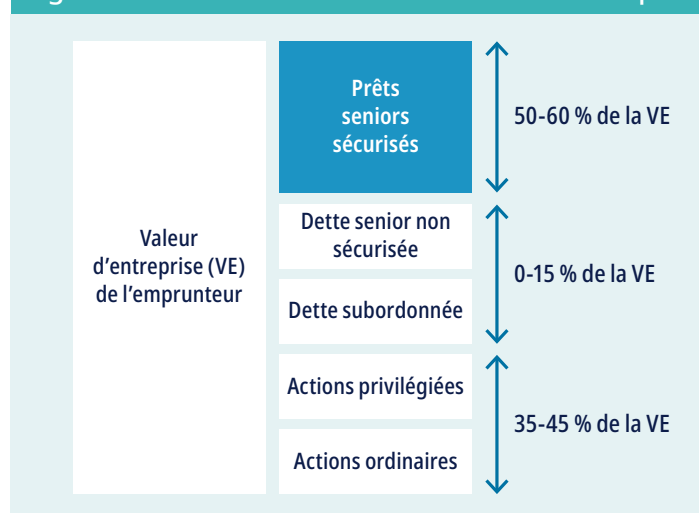 Prêts
seniors
sécurisés
50-60 % de la VE
Valeur
d'entreprise (VE)
de l'emprunteur
Dette senior non
sécurisée
0-15 % de la VE
Dette subordonnée
Actions privilégiées
35-45 % de la VE
Actions ordinaires